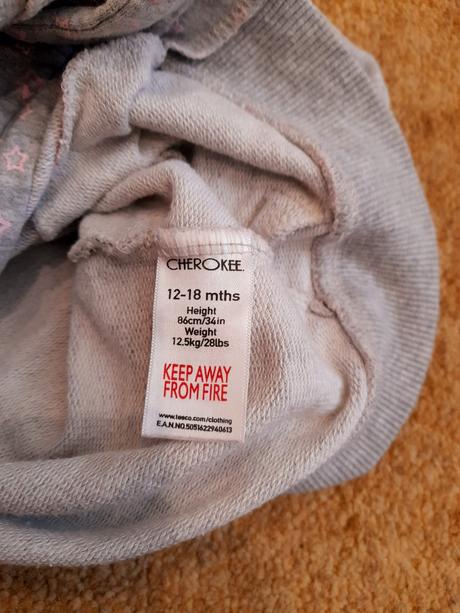 CHEROKEE.
12-18 mths
Height
86cm/34in
Weight
12.5kg/28lbs
KEEP AWAY
FROM FIRE
www.tesco.com/clothing
E.A.N.NO.5051622940613